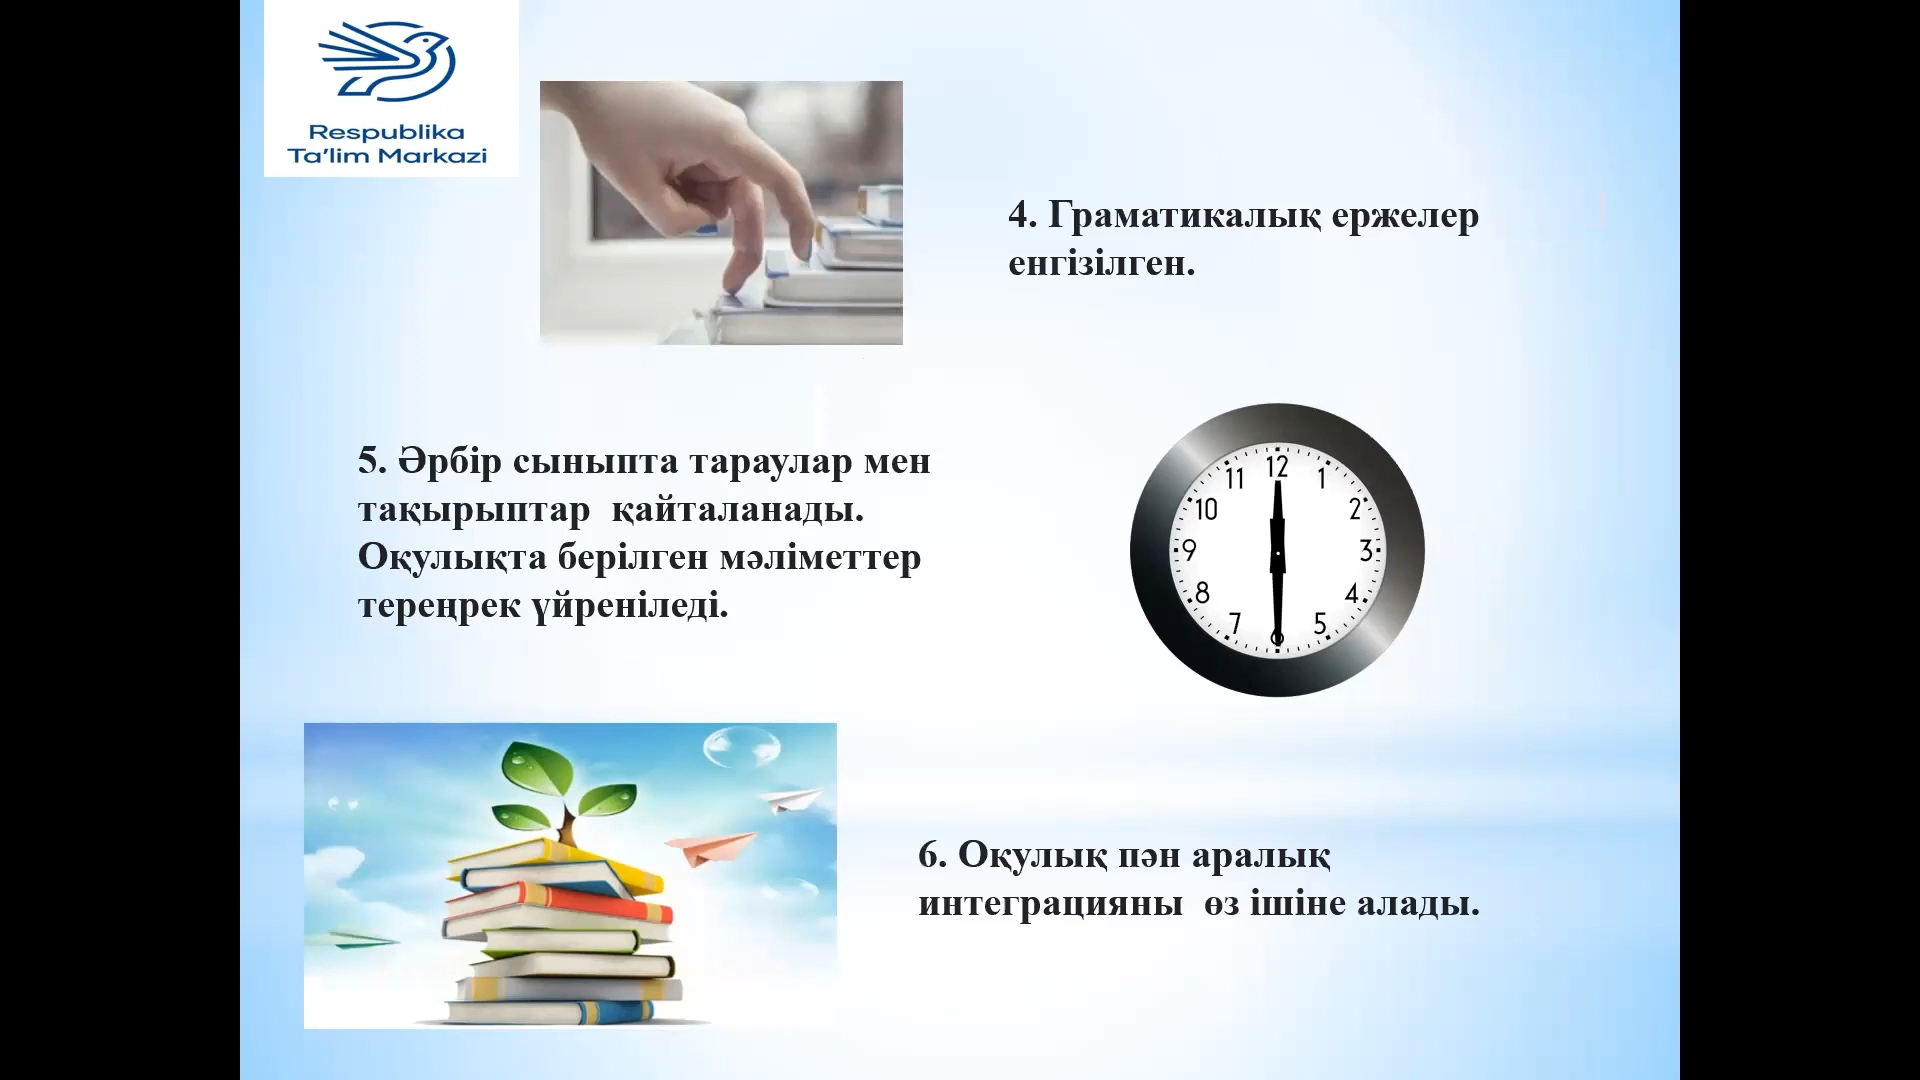 Respublika
Ta'lim Markazi
4. Граматикалық ержелер
енгізілген.
5. Әрбір сыныпта тараулар мен
тақырыптар қайталанады.
Оқулықта берілген мәліметтер
тереңрек үйреніледі.
12
11 1
10 2
9 3
8 4
7 5
6
6. Оқулық пән аралық
интеграцияны өз ішіне алады.